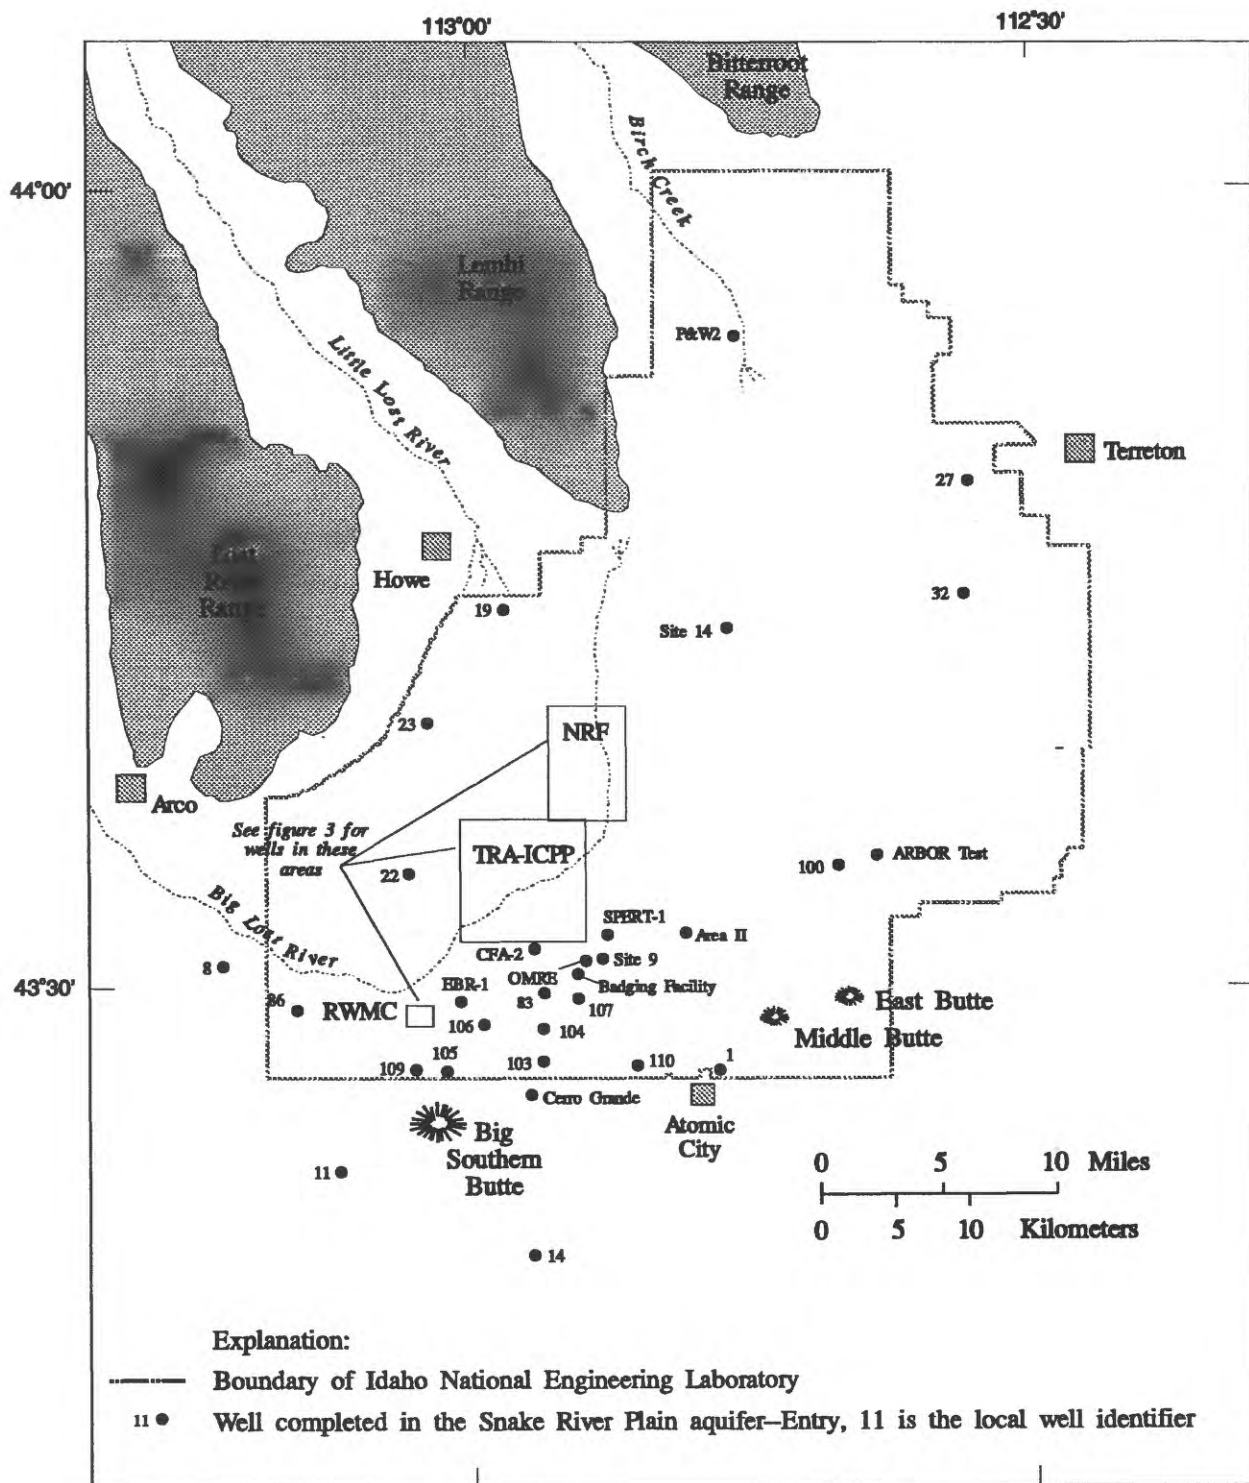 113°00'
112°30'
Bitterroot
Range
Birch Creek
44°00'
Lemhi
Range
P&W2
Little Lost River
Terreton
27
Lost
River
Range
Howe
32
19
Site 14
23
NRF
Arco
See figure 3 for
wells in these
areas
TRA-ICPP
ARBOR Test
100
22
Big Lost River
SPERT-1
Area II
CFA-2
Site 9
8
OMRE
Badging Facility
43°30'
EBR-1
83
107
East Butte
86
RWMC
106
104
Middle Butte
109
105
103
110
1
Cerro Grande
Atomic
City
Big
Southern
Butte
11
0 5 10 Miles
0 5 10 Kilometers
14
Explanation:
Boundary of Idaho National Engineering Laboratory
11 Well completed in the Snake River Plain aquifer–Entry, 11 is the local well identifier